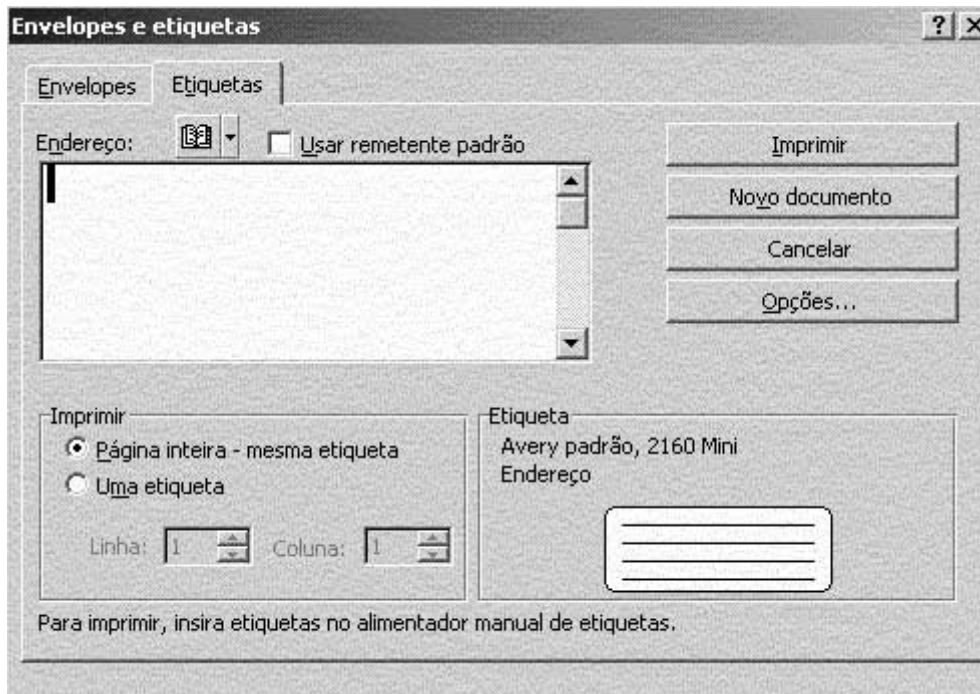 Envelopes e etiquetas
Envelopes Etiquetas
Endereço: Usar remetente padrão
Imprimir
Novo documento
Cancelar
Opções...
Imprimir
Página inteira - mesma etiqueta
Uma etiqueta
Linha: 1 Coluna: 1
Etiqueta
Avery padrão, 2160 Mini
Endereço
Para imprimir, insira etiquetas no alimentador manual de etiquetas.